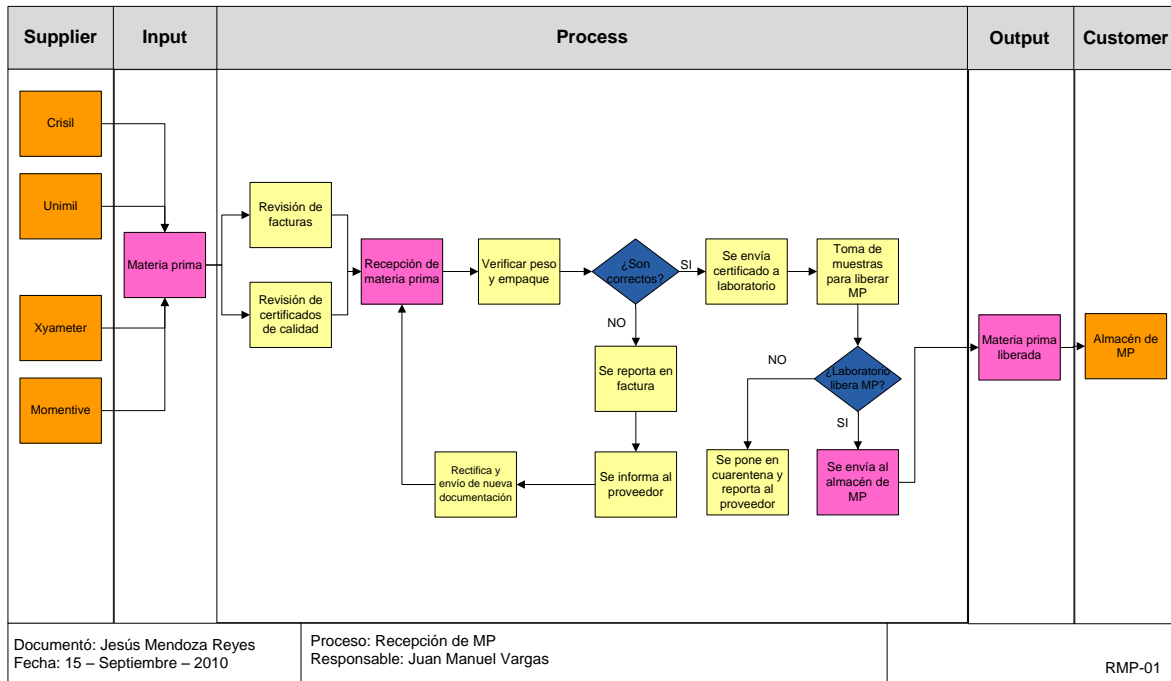 Supplier
Input
Process
Output
Customer
Crisil
Unimil
Xyameter
Momentive
Materia prima
Revisión de
facturas
Revisión de
certificados
de calidad
Recepción de
materia prima
Verificar peso
y empaque
¿Son
correctos?
SI
NO
Se envía
certificado a
laboratorio
Toma de
muestras
para liberar
MP
Se reporta en
factura
Se informa al
proveedor
Rectifica y
envío de nueva
documentación
¿Laboratorio
libera MP?
NO
SI
Se pone en
cuarentena y
reporta al
proveedor
Se envía al
almacén de
MP
Materia prima
liberada
Almacén de
MP
Documentó: Jesús Mendoza Reyes
Fecha: 15 – Septiembre – 2010
Proceso: Recepción de MP
Responsable: Juan Manuel Vargas
RMP-01